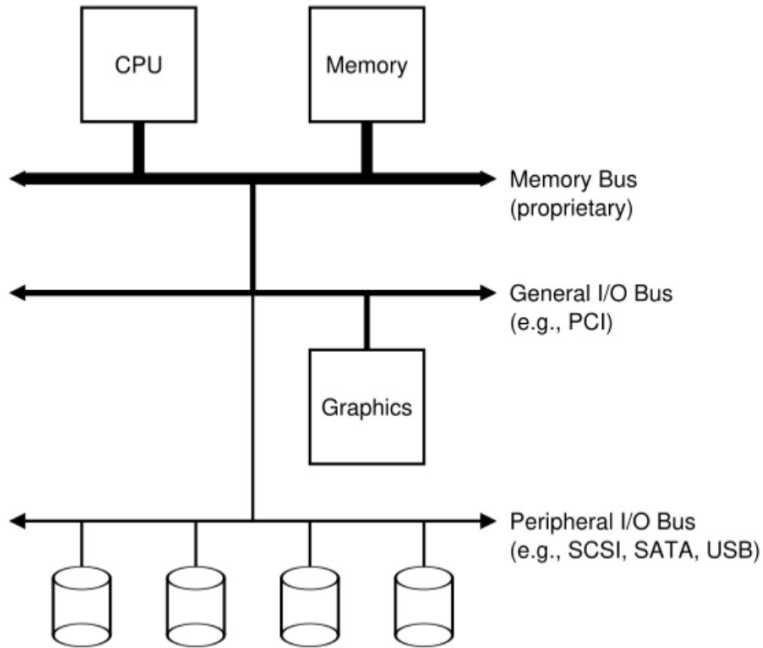 CPU
Memory
Memory Bus
(proprietary)
General I/O Bus
(e.g., PCI)
Graphics
Peripheral I/O Bus
(e.g., SCSI, SATA, USB)